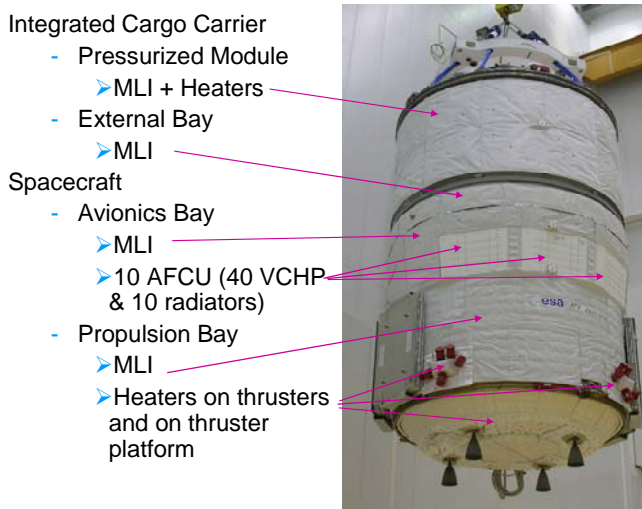 Integrated Cargo Carrier
- Pressurized Module
➢MLI + Heaters
- External Bay
➢MLI
Spacecraft
- Avionics Bay
➢MLI
➢10 AFCU (40 VCHP
& 10 radiators)
- Propulsion Bay
➢MLI
➢Heaters on thrusters
and on thruster
platform
esa